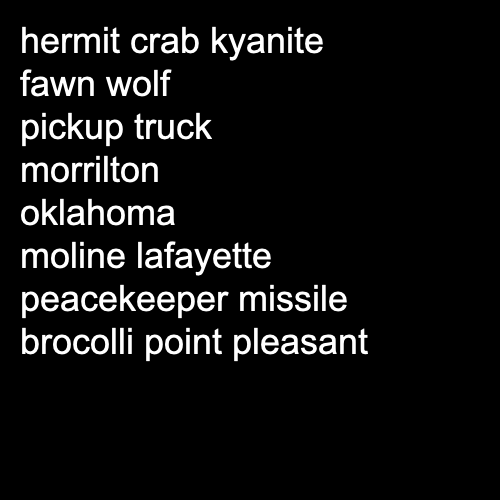 hermit crab kyanite
fawn wolf
pickup truck
morrilton
oklahoma
moline lafayette
peacekeeper missile
brocolli point pleasant